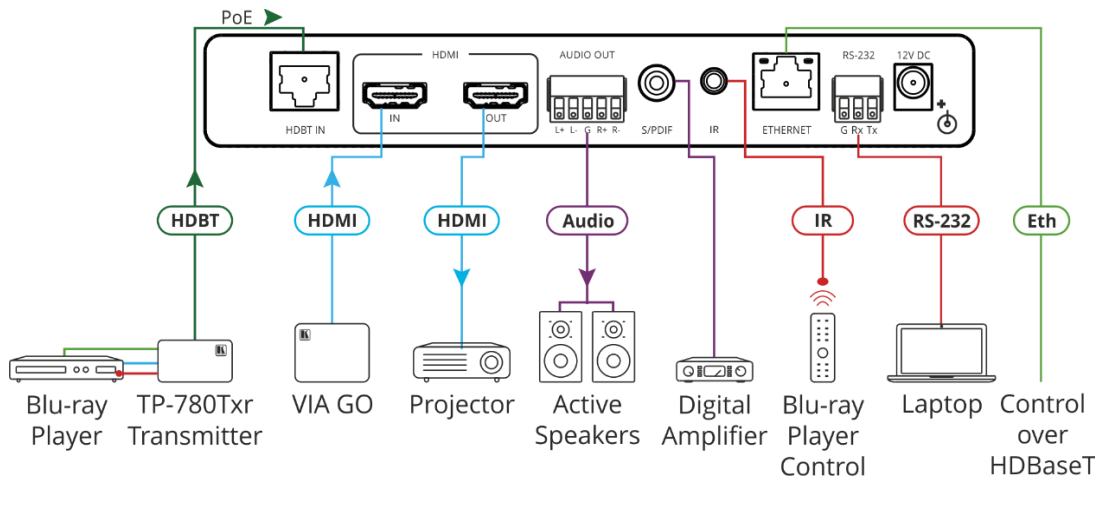 PoE
HDMI
AUDIO OUT
RS-232
12V DC
IN
OUT
HDBT IN
L+ L- G R+ R-
S/PDIF
IR
ETHERNET
G Rx Tx
+
HDBT
HDMI
HDMI
Audio
IR
RS-232
Eth
Blu-ray
Player
TP-780Txr
Transmitter
VIA GO
Projector
Active
Speakers
Digital
Amplifier
Blu-ray
Player
Control
Laptop
Control
over
HDBaseT